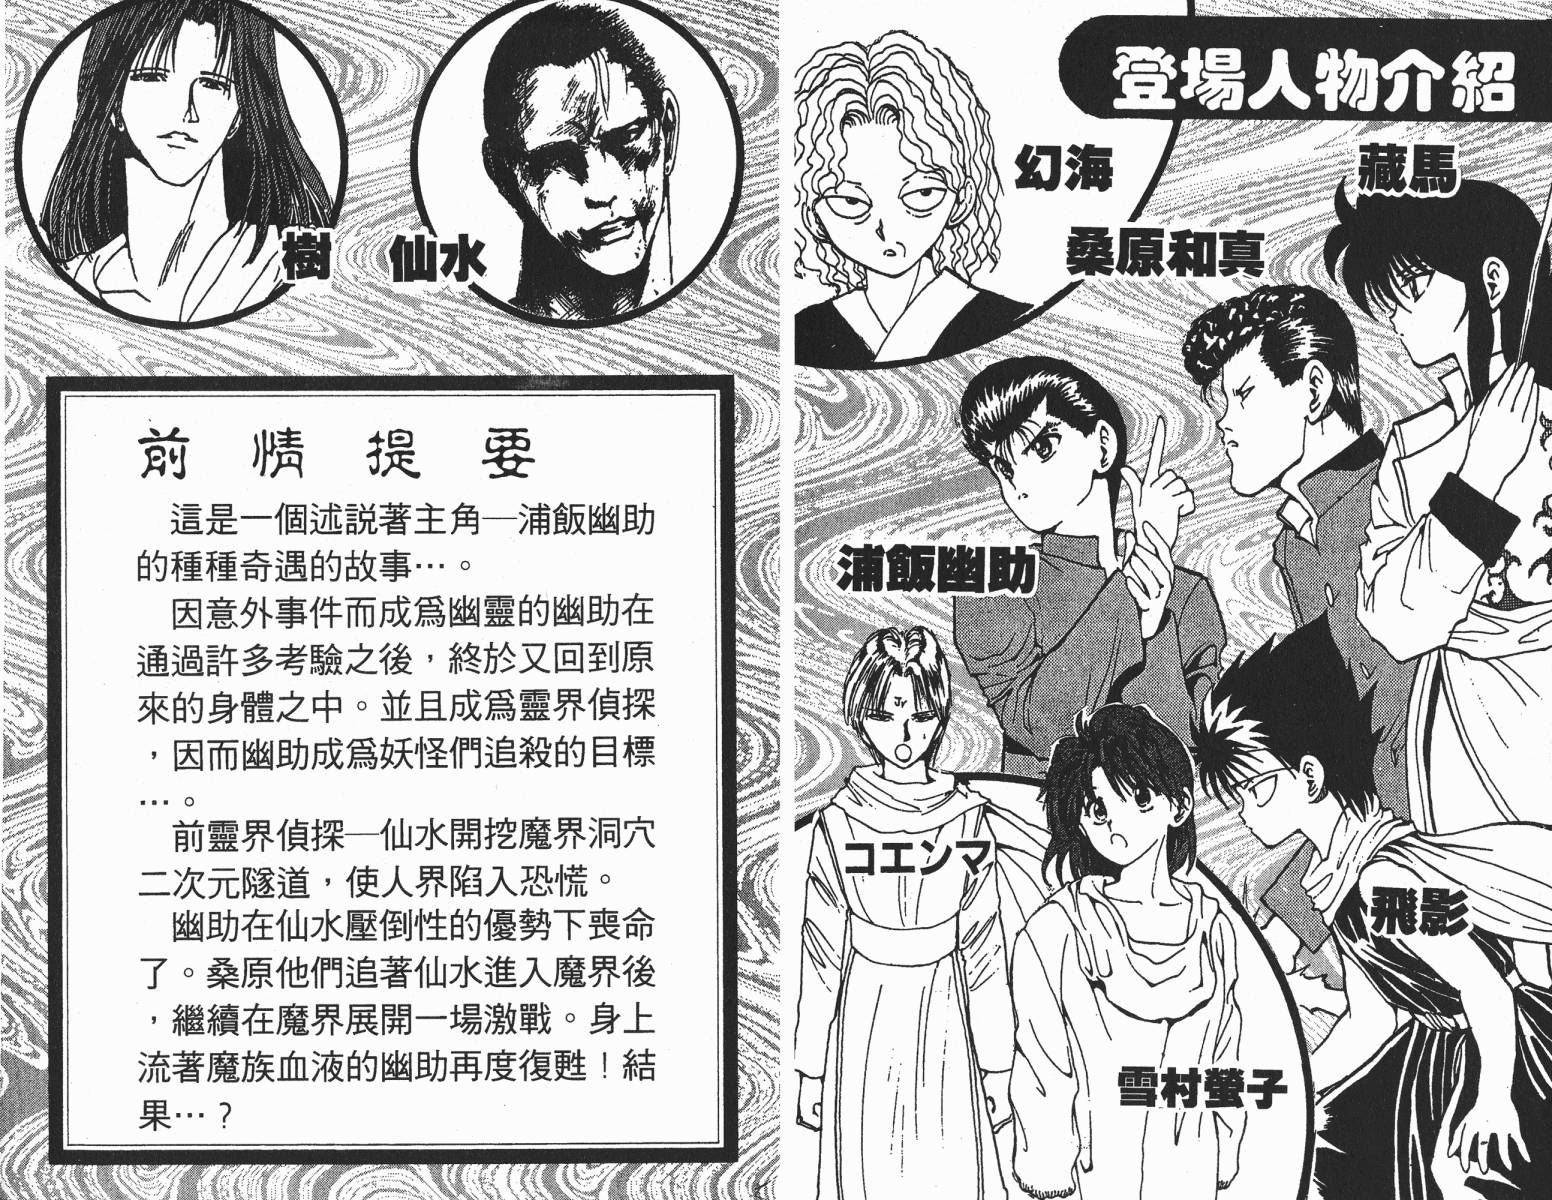 登場人物介紹
藏馬
幻海
桑原和真
浦飯幽助
コエンマ
飛影
雪村螢子
仙水
樹
前情提要
這是一個述説著主角—浦飯幽助
的種種奇遇的故事…。
因意外事件而成爲幽靈的幽助在
通過許多考驗之後，終於又回到原
來的身體之中。並且成爲靈界偵探
，因而幽助成爲妖怪們追殺的目標
…。
前靈界偵探—仙水開挖魔界洞穴
二次元隧道，使人界陷入恐慌。
幽助在仙水壓倒性的優勢下喪命
了。桑原他們追著仙水進入魔界後
，繼續在魔界展開一場激戰。身上
流著魔族血液的幽助再度復甦！結
果…？
Jr